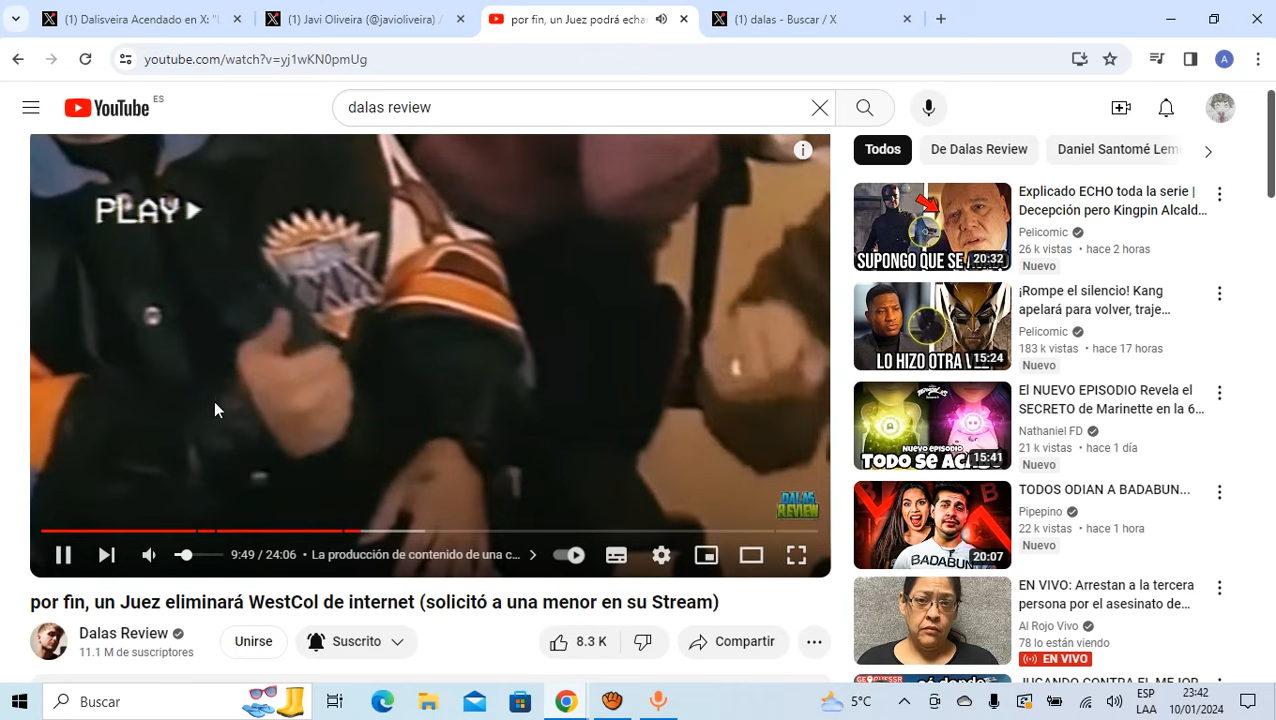 (1) Dalisveira Acendado en X: "L
(1) Javi Oliveira (@javioliveira) /
por fin, un Juez podrá echa
(1) dalas - Buscar / X
youtube.com/watch?v=yj1wKN0pmUg
YouTube ES
dalas review
A
PLAY
Todos
De Dalas Review
Daniel Santomé Lem
Explicado ECHO toda la serie |
Decepción pero Kingpin Alcald...
Pelicomic
26 k vistas • hace 2 horas
Nuevo
20:32
¡Rompe el silencio! Kang
apelará para volver, traje...
Pelicomic
183 k vistas • hace 17 horas
Nuevo
LO HIZO OTRA VEZ
15:24
El NUEVO EPISODIO Revela el
SECRETO de Marinette en la 6...
Nathaniel FD
21 k vistas • hace 1 día
Nuevo
NUEVO EPISODIO
15:41
TODOS ODIAN A BADABUN...
Pipepino
22 k vistas • hace 1 hora
Nuevo
BADABUN
20:07
EN VIVO: Arrestan a la tercera
persona por el asesinato de...
Al Rojo Vivo
78 lo están viendo
EN VIVO
DALAS
REVIEW
9:49 / 24:06 • La producción de contenido de una c...
por fin, un Juez eliminará WestCol de internet (solicitó a una menor en su Stream)
Dalas Review
11.1 M de suscriptores
Unirse
Suscrito
8.3 K
Compartir
JUGANDO CONTRA EL MEJOR
Buscar
5°C
ESP
LAA
23:42
10/01/2024